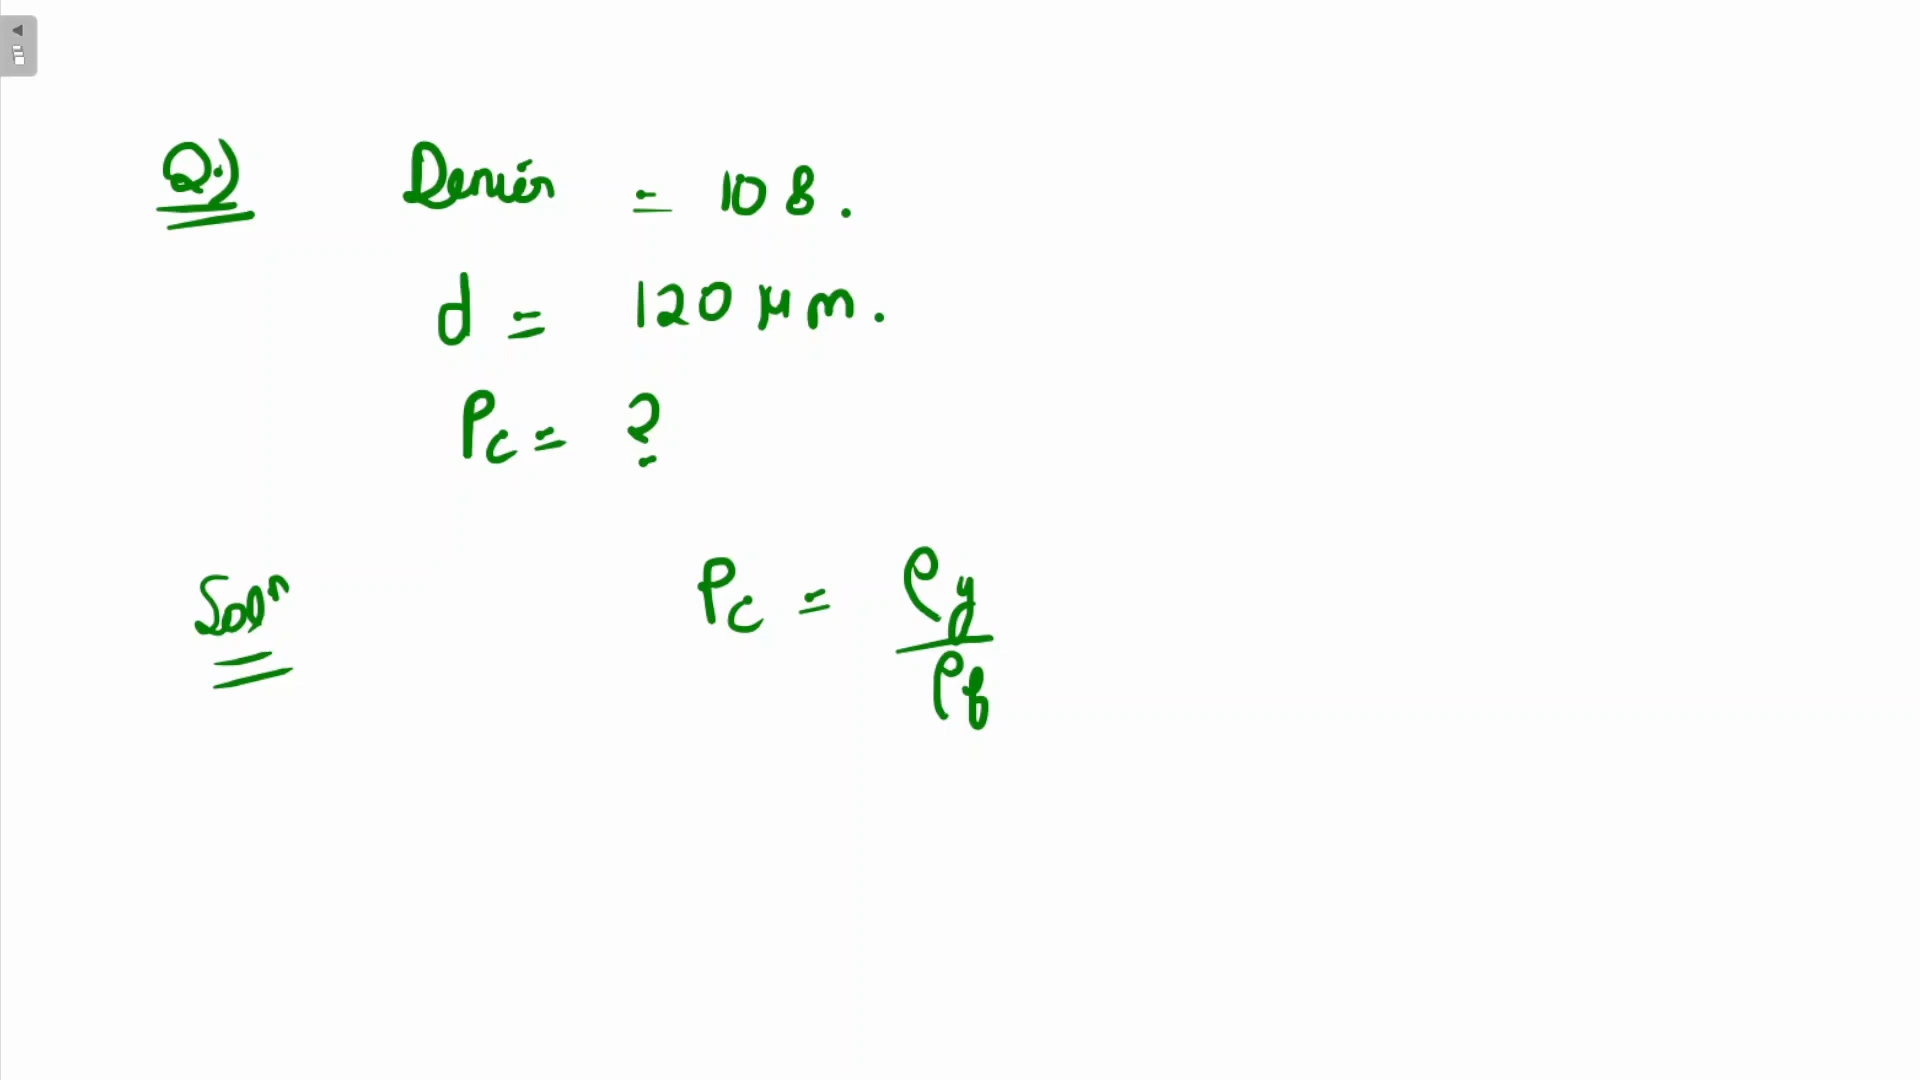 Q.) Denier = 108.
d = 120 μm.
Pc = ?
Solⁿ Pc = ρy / ρf